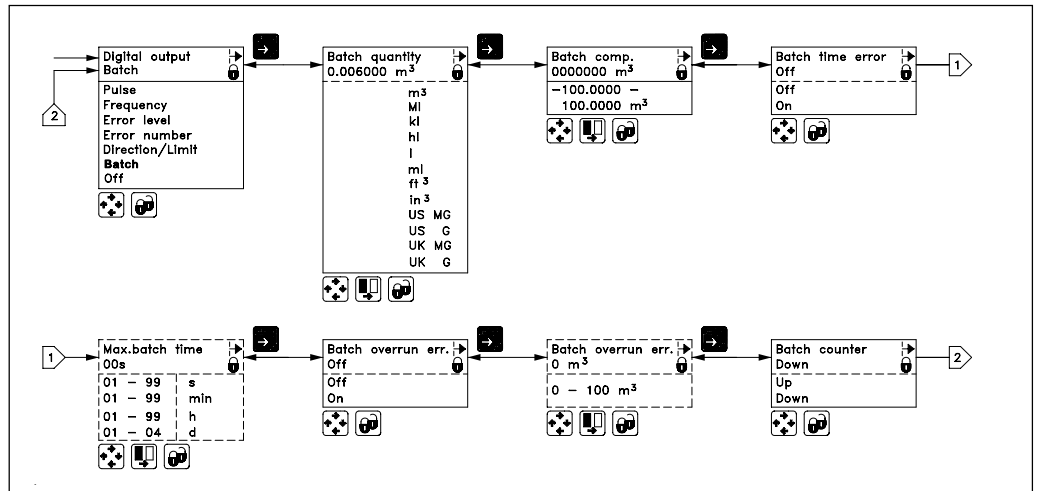 Digital output
Batch
Pulse
Frequency
Error level
Error number
Direction/Limit
Batch
Off
2
Batch quantity
0.006000 m³
m3
Ml
kl
hl
l
ml
ft 3
in 3
US MG
US G
UK MG
UK G
Batch comp.
0000000 m³
-100.0000 -
100.0000 m³
Batch time error
Off
Off
On
1
1
Max.batch time
00s
01 - 99 s
01 - 99 min
01 - 99 h
01 - 04 d
Batch overrun err.
Off
Off
On
Batch overrun err.
0 m³
0 - 100 m³
Batch counter
Down
Up
Down
2